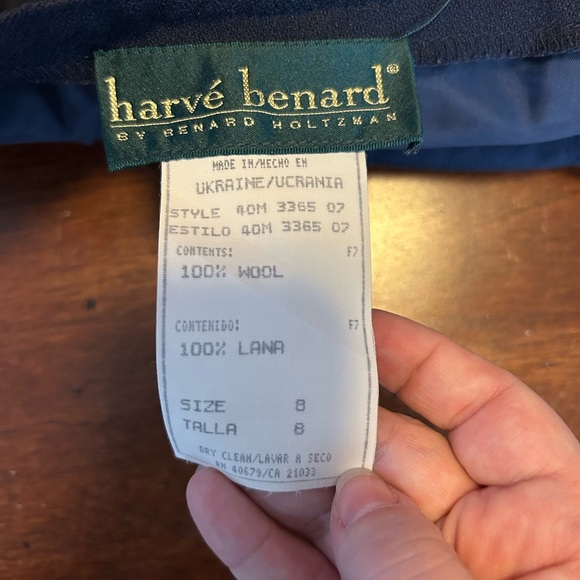 harvé benard®
BY BENARD HOLTZMAN
MADE IN/HECHO EN
UKRAINE/UCRANIA
STYLE 40M 3365 07
ESTILO 40M 3365 07
CONTENTS: F7
100% WOOL
CONTENIDO: F7
100% LANA
SIZE 8
TALLA 8
DRY CLEAN/LAVAR A SECO
RN 40679/CA 21033